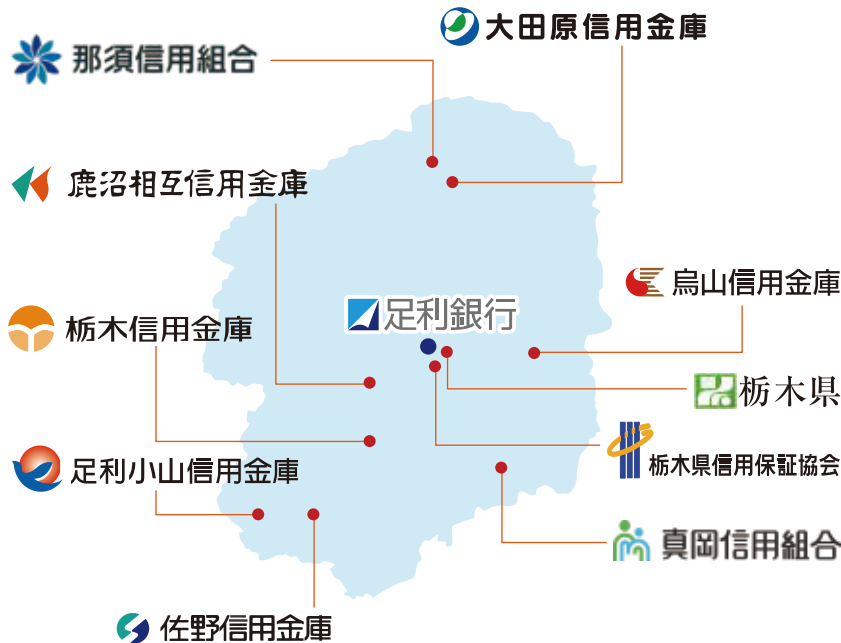 大田原信用金庫
那須信用組合
鹿沼相互信用金庫
烏山信用金庫
足利銀行
栃木信用金庫
栃木県
足利小山信用金庫
栃木県信用保証協会
真岡信用組合
佐野信用金庫